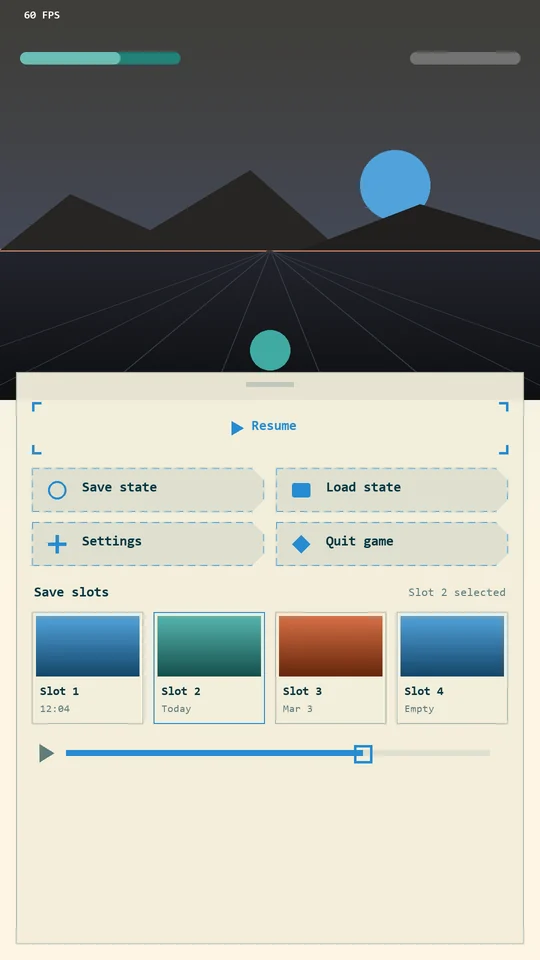 60 FPS
Resume
Save state
Load state
Settings
Quit game
Save slots
Slot 2 selected
Slot 1
12:04
Slot 2
Today
Slot 3
Mar 3
Slot 4
Empty